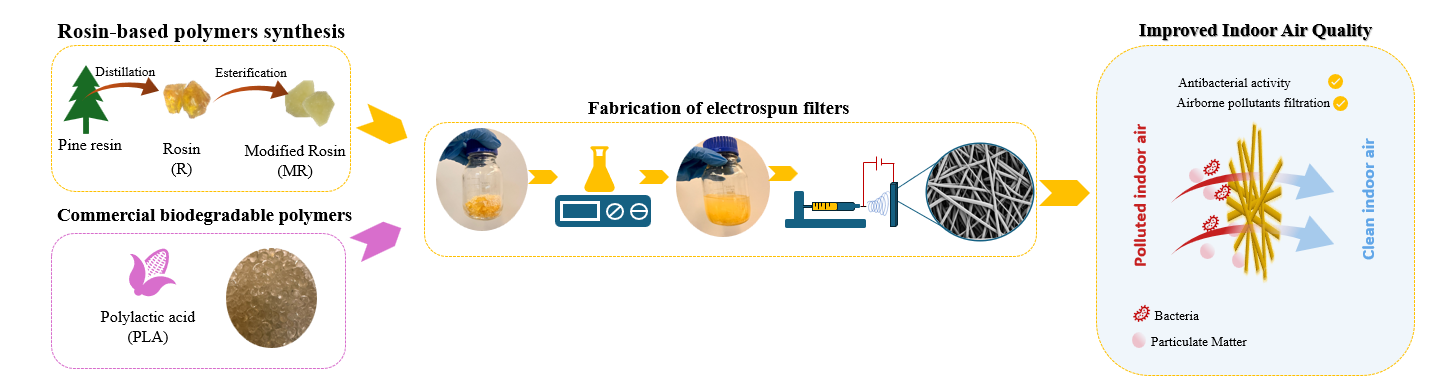 Rosin-based polymers synthesis
Distillation
Esterification
Pine resin
Rosin
(R)
Modified Rosin
(MR)
Commercial biodegradable polymers
Polylactic acid
(PLA)
Fabrication of electrospun filters
Improved Indoor Air Quality
Antibacterial activity
Airborne pollutants filtration
Polluted indoor air
Clean indoor air
Bacteria
Particulate Matter